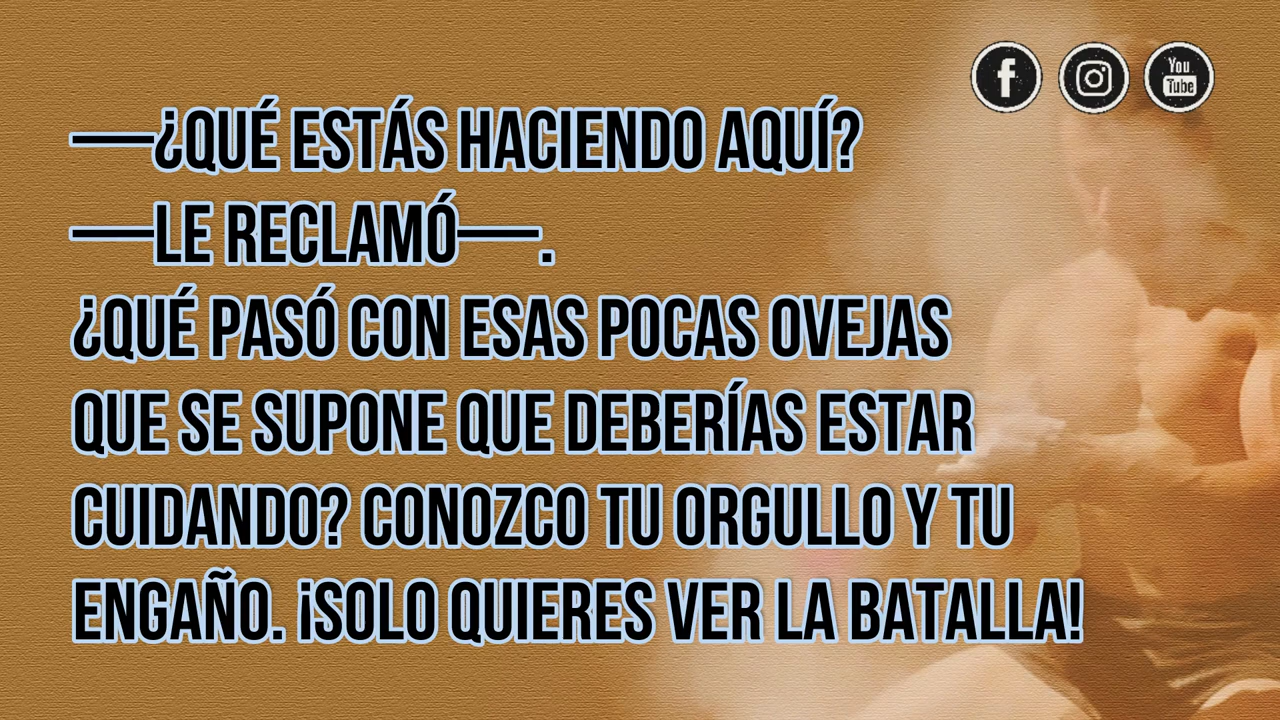 You
Tube
—¿QUÉ ESTÁS HACIENDO AQUÍ?
—LE RECLAMÓ—.
¿QUÉ PASÓ CON ESAS POCAS OVEJAS
QUE SE SUPONE QUE DEBERÍAS ESTAR
CUIDANDO? CONOZCO TU ORGULLO Y TU
ENGAÑO. ¡SOLO QUIERES VER LA BATALLA!